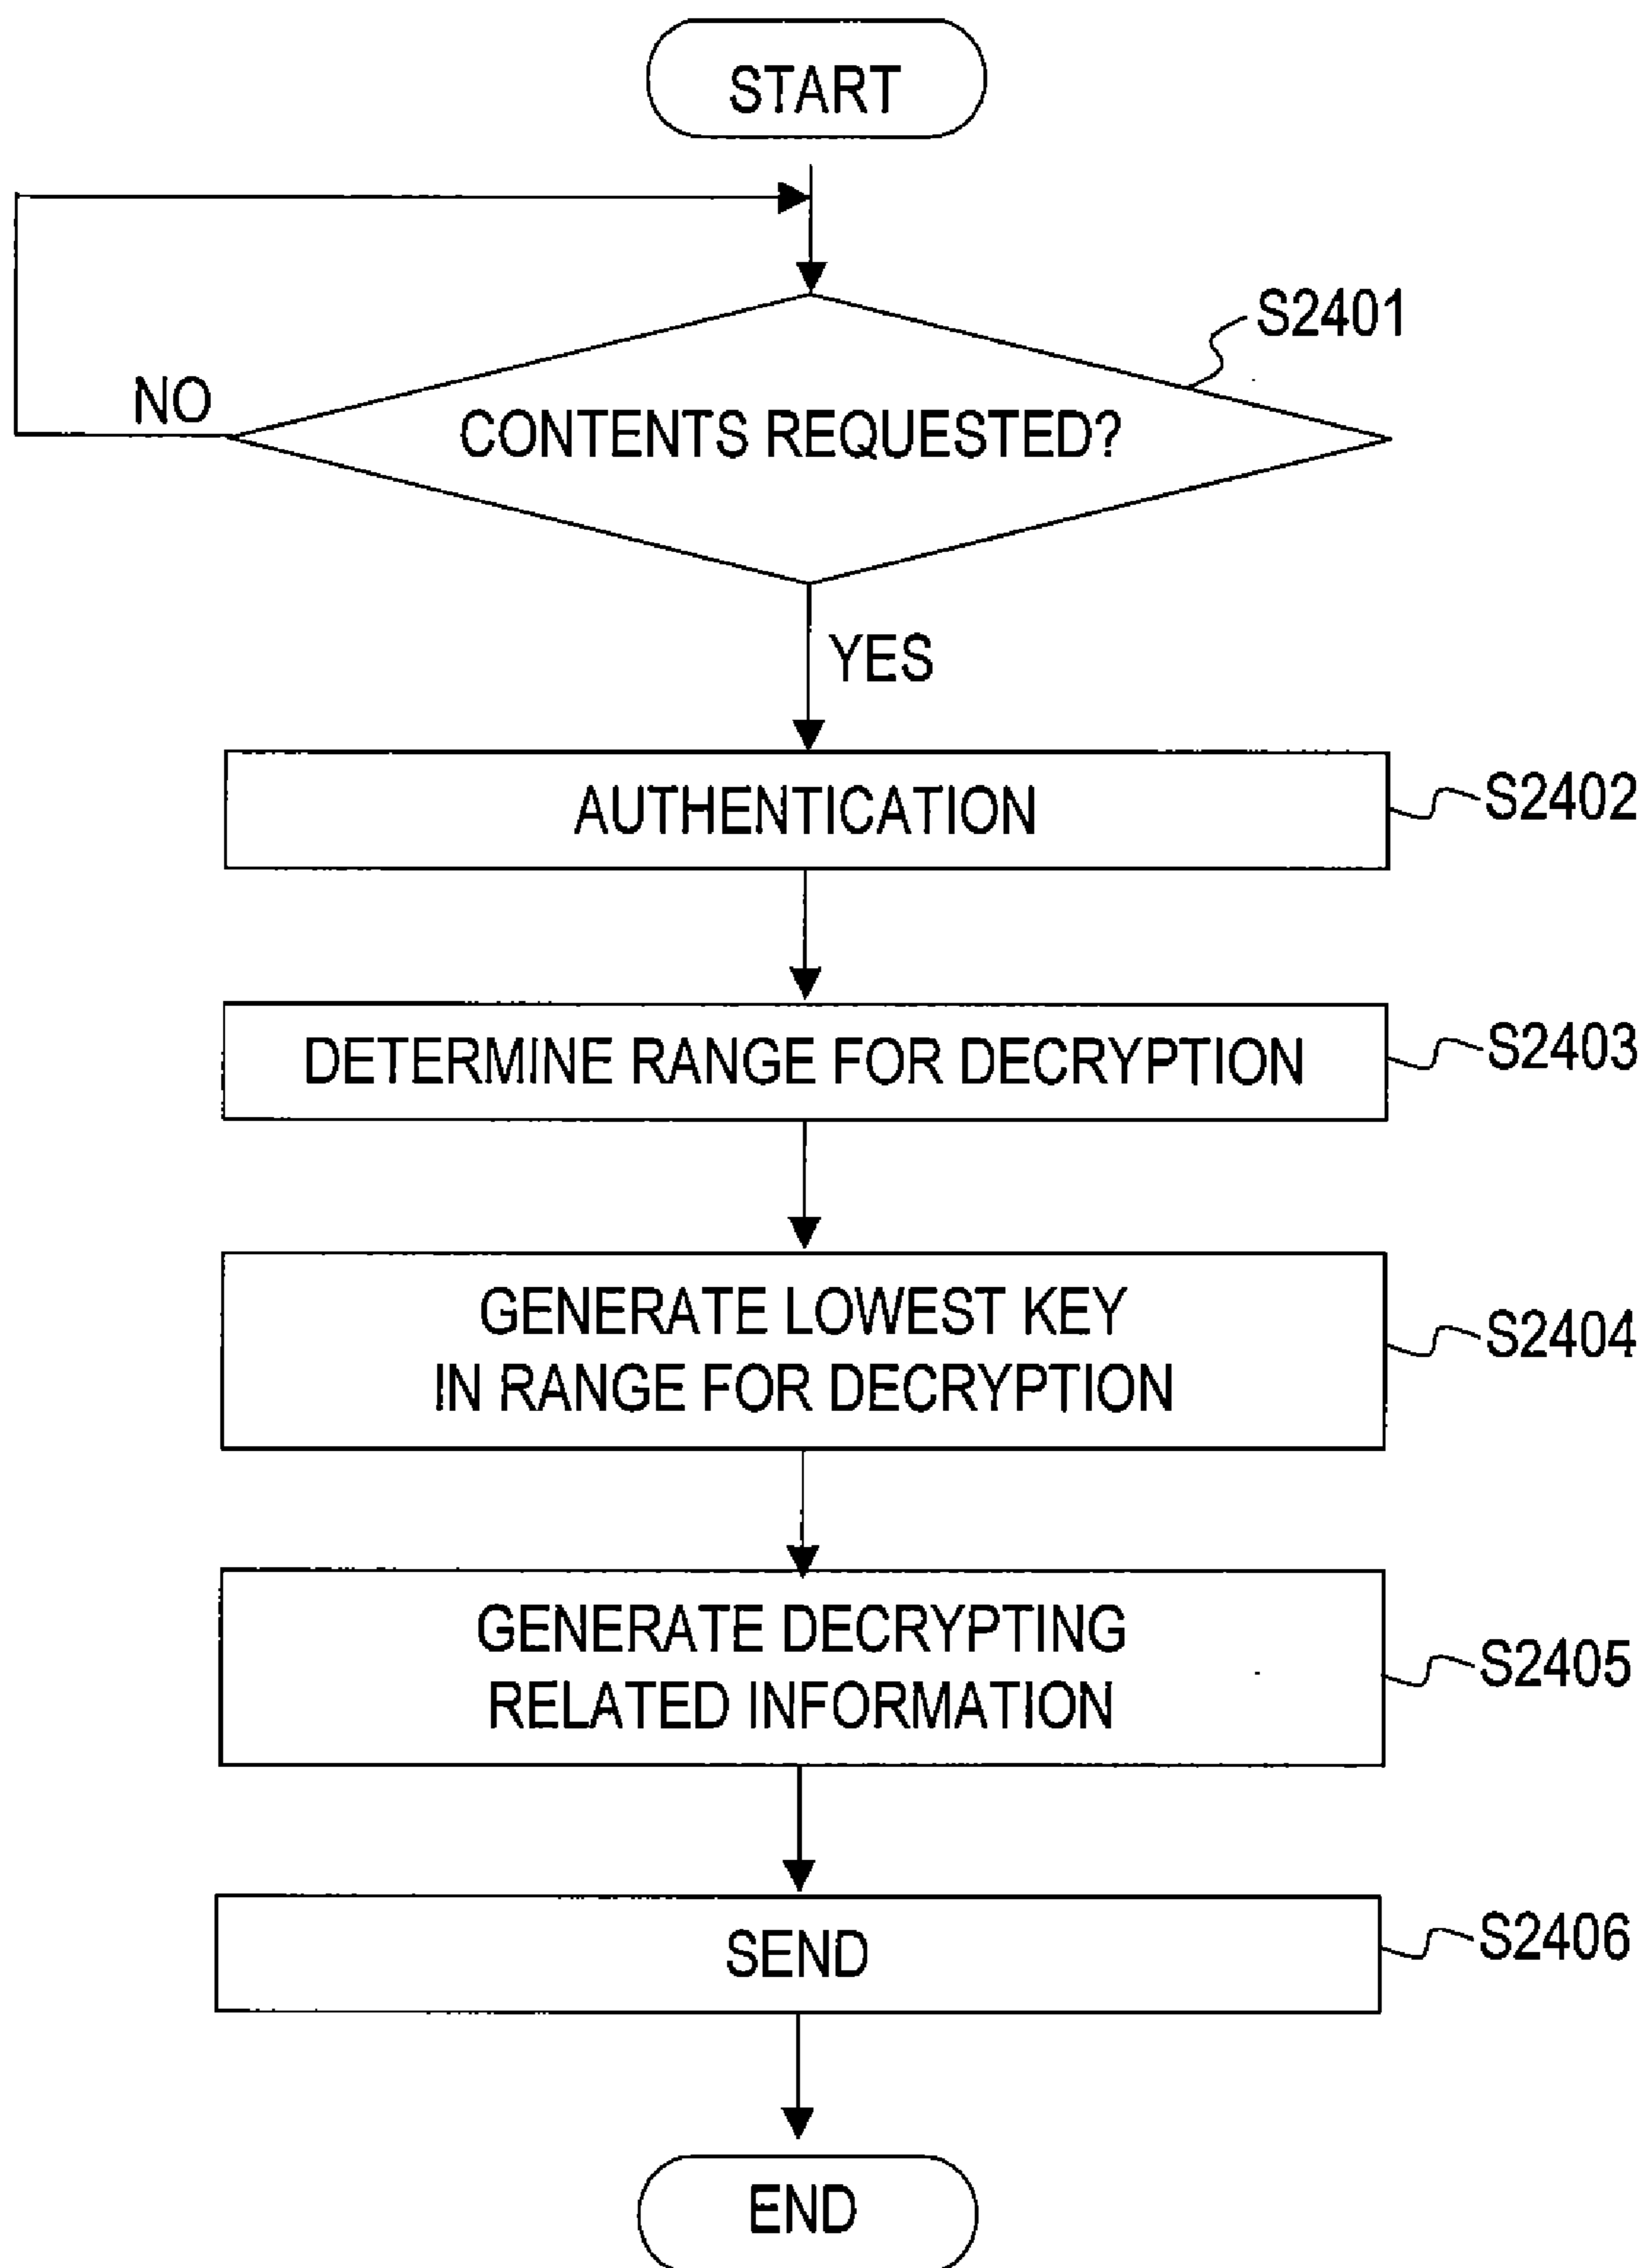 START
S2401
NO
CONTENTS REQUESTED?
YES
AUTHENTICATION
S2402
DETERMINE RANGE FOR DECRYPTION
S2403
GENERATE LOWEST KEY
IN RANGE FOR DECRYPTION
S2404
GENERATE DECRYPTING
RELATED INFORMATION
S2405
SEND
S2406
END